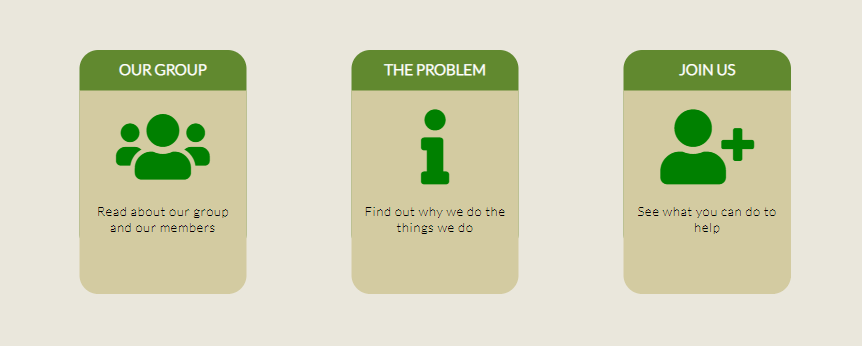 OUR GROUP
Read about our group
and our members
THE PROBLEM
Find out why we do the
things we do
JOIN US
See what you can do to
help